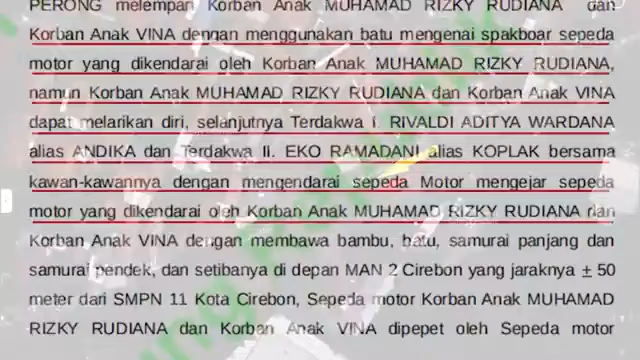 PERONG melempari Korban Anak MUHAMAD RIZKY RUDIANA dan
Korban Anak VINA dengan menggunakan batu mengenai spakboar sepeda
motor yang dikendarai oleh Korban Anak MUHAMAD RIZKY RUDIANA,
namun Korban Anak MUHAMAD RIZKY RUDIANA dan Korban Anak VINA
dapat melarikan diri, selanjutnya Terdakwa I. RIVALDI ADITYA WARDANA
alias ANDIKA dan Terdakwa II. EKO RAMADANI alias KOPLAK bersama
kawan-kawannya dengan mengendarai sepeda Motor mengejar sepeda
motor yang dikendarai oleh Korban Anak MUHAMAD RIZKY RUDIANA dan
Korban Anak VINA dengan membawa bambu, batu, samurai panjang dan
samurai pendek, dan setibanya di depan MAN 2 Cirebon yang jaraknya ± 50
meter dari SMPN 11 Kota Cirebon, Sepeda motor Korban Anak MUHAMAD
RIZKY RUDIANA dan Korban Anak VINA dipepet oleh Sepeda motor